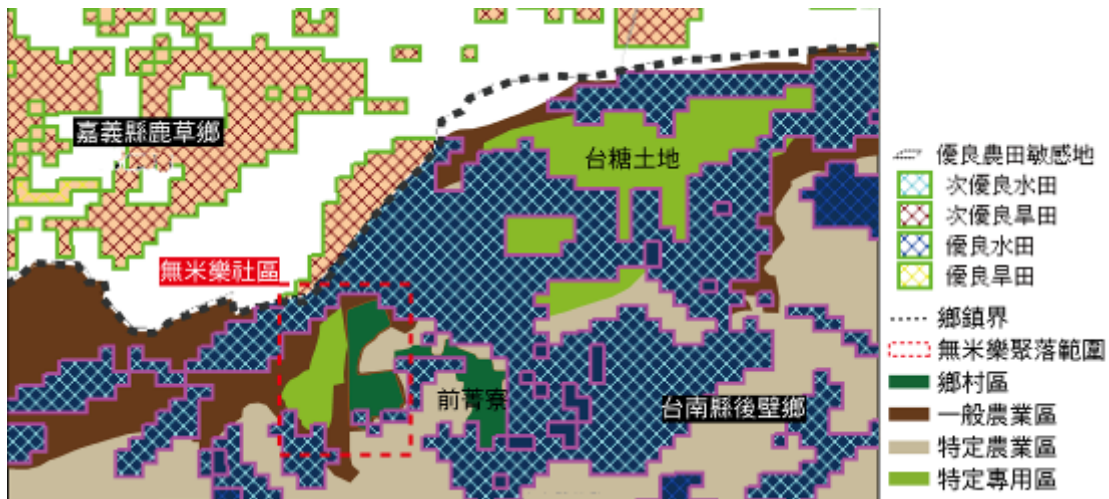 嘉義縣鹿草鄉
台糖土地
無米樂社區
前菁寮
台南縣後壁鄉
優良農田敏感地
次優良水田
次優良旱田
優良水田
優良旱田
鄉鎮界
無米樂聚落範圍
鄉村區
一般農業區
特定農業區
特定專用區